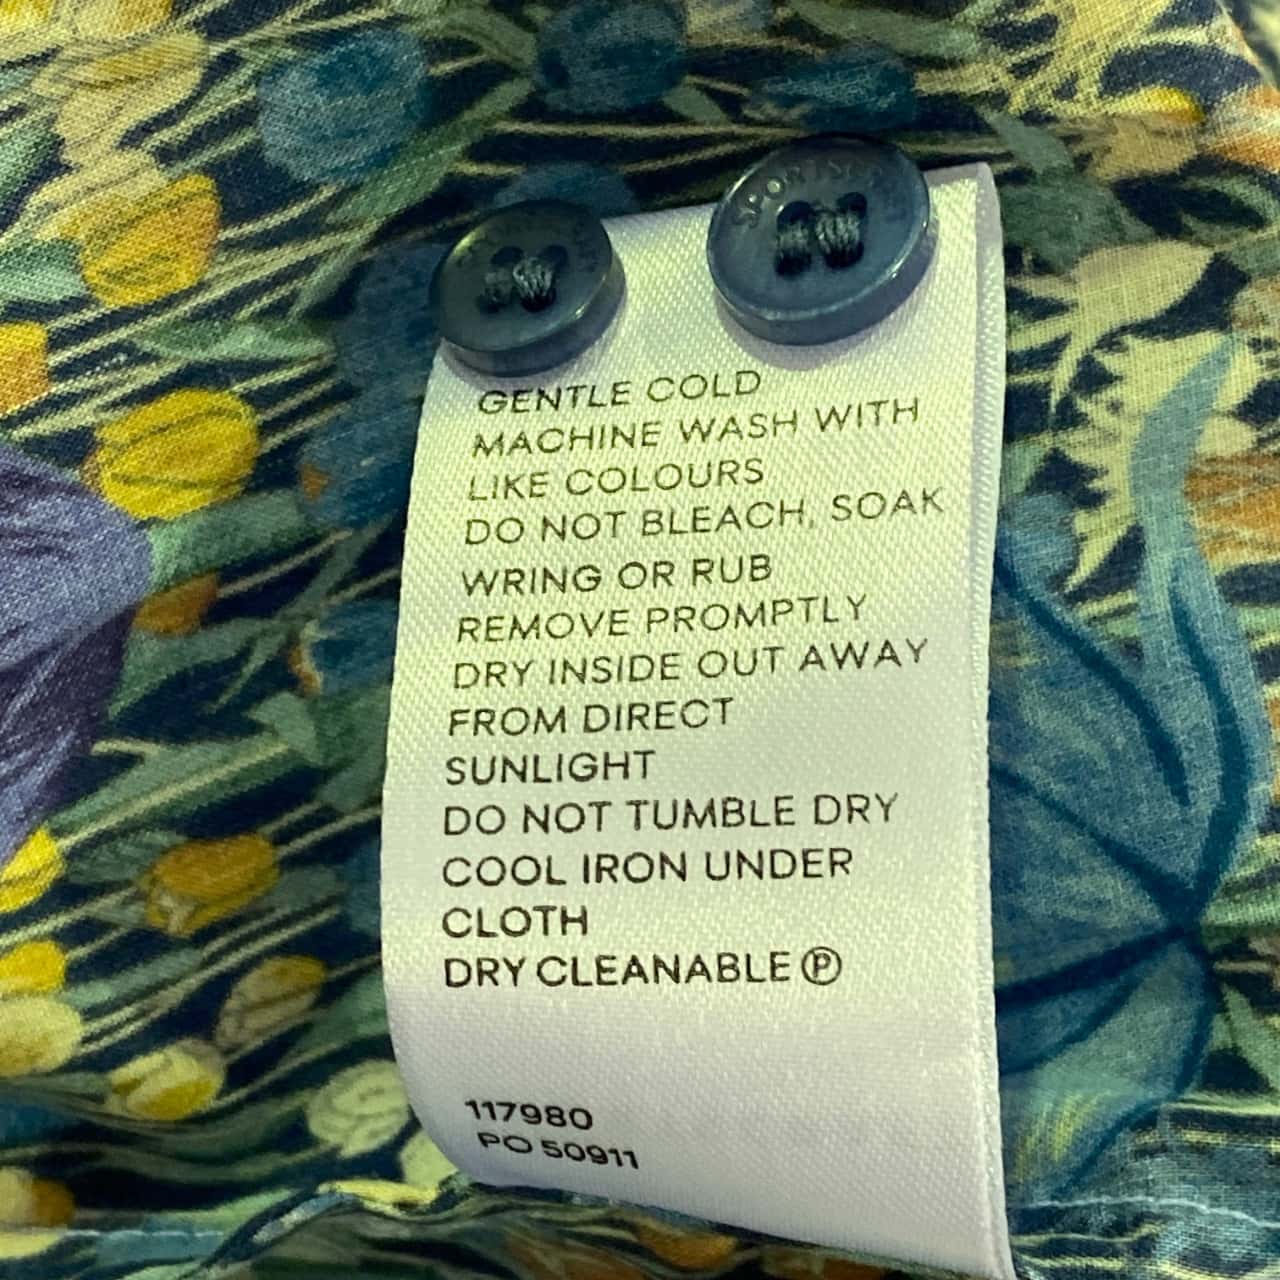 SPORTSC
GENTLE COLD
MACHINE WASH WITH
LIKE COLOURS
DO NOT BLEACH, SOAK
WRING OR RUB
REMOVE PROMPTLY
DRY INSIDE OUT AWAY
FROM DIRECT
SUNLIGHT
DO NOT TUMBLE DRY
COOL IRON UNDER
CLOTH
DRY CLEANABLE Ⓟ
117980
PO 50911